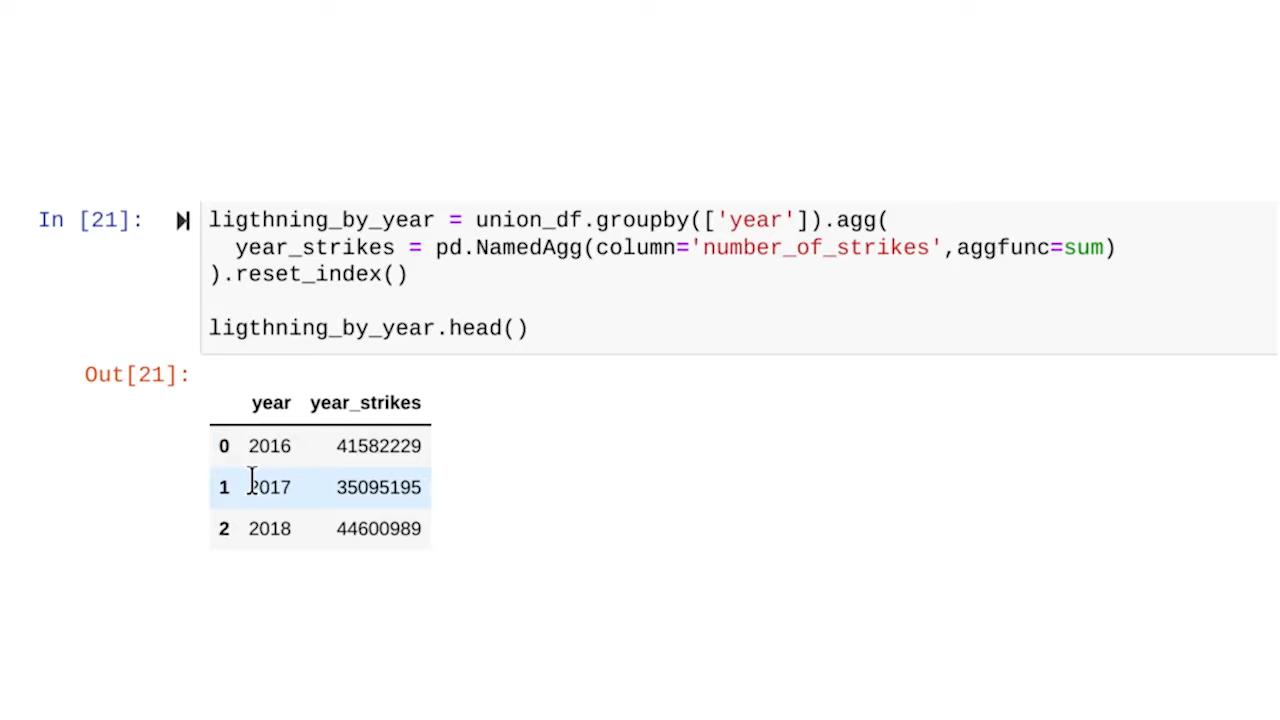 In [21]: ligthning_by_year = union_df.groupby(['year']).agg(
year_strikes = pd.NamedAgg(column='number_of_strikes',aggfunc=sum)
).reset_index()
ligthning_by_year.head()
Out[21]:
year year_strikes
0 2016 41582229
1 2017 35095195
2 2018 44600989